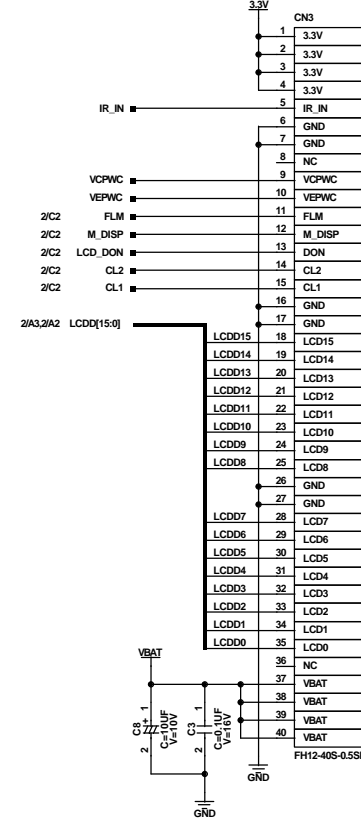 3.3V
CN3
1 3.3V
2 3.3V
3 3.3V
4 3.3V
IR_IN 5 IR_IN
6 GND
7 GND
8 NC
VCPWC 9 VCPWC
VEPWC 10 VEPWC
2/C2 FLM 11 FLM
2/C2 M_DISP 12 M_DISP
2/C2 LCD_DON 13 DON
2/C2 CL2 14 CL2
2/C2 CL1 15 CL1
16 GND
17 GND
2/A3,2/A2 LCDD[15:0]
LCDD15 18 LCD15
LCDD14 19 LCD14
LCDD13 20 LCD13
LCDD12 21 LCD12
LCDD11 22 LCD11
LCDD10 23 LCD10
LCDD9 24 LCD9
LCDD8 25 LCD8
26 GND
27 GND
LCDD7 28 LCD7
LCDD6 29 LCD6
LCDD5 30 LCD5
LCDD4 31 LCD4
LCDD3 32 LCD3
LCDD2 33 LCD2
LCDD1 34 LCD1
LCDD0 35 LCD0
36 NC
VBAT
37 VBAT
38 VBAT
39 VBAT
40 VBAT
C8 + 1 2
C=10UF
V=10V
C3 1 2
C=0.1UF
V=16V
FH12-40S-0.5S
GND
GND